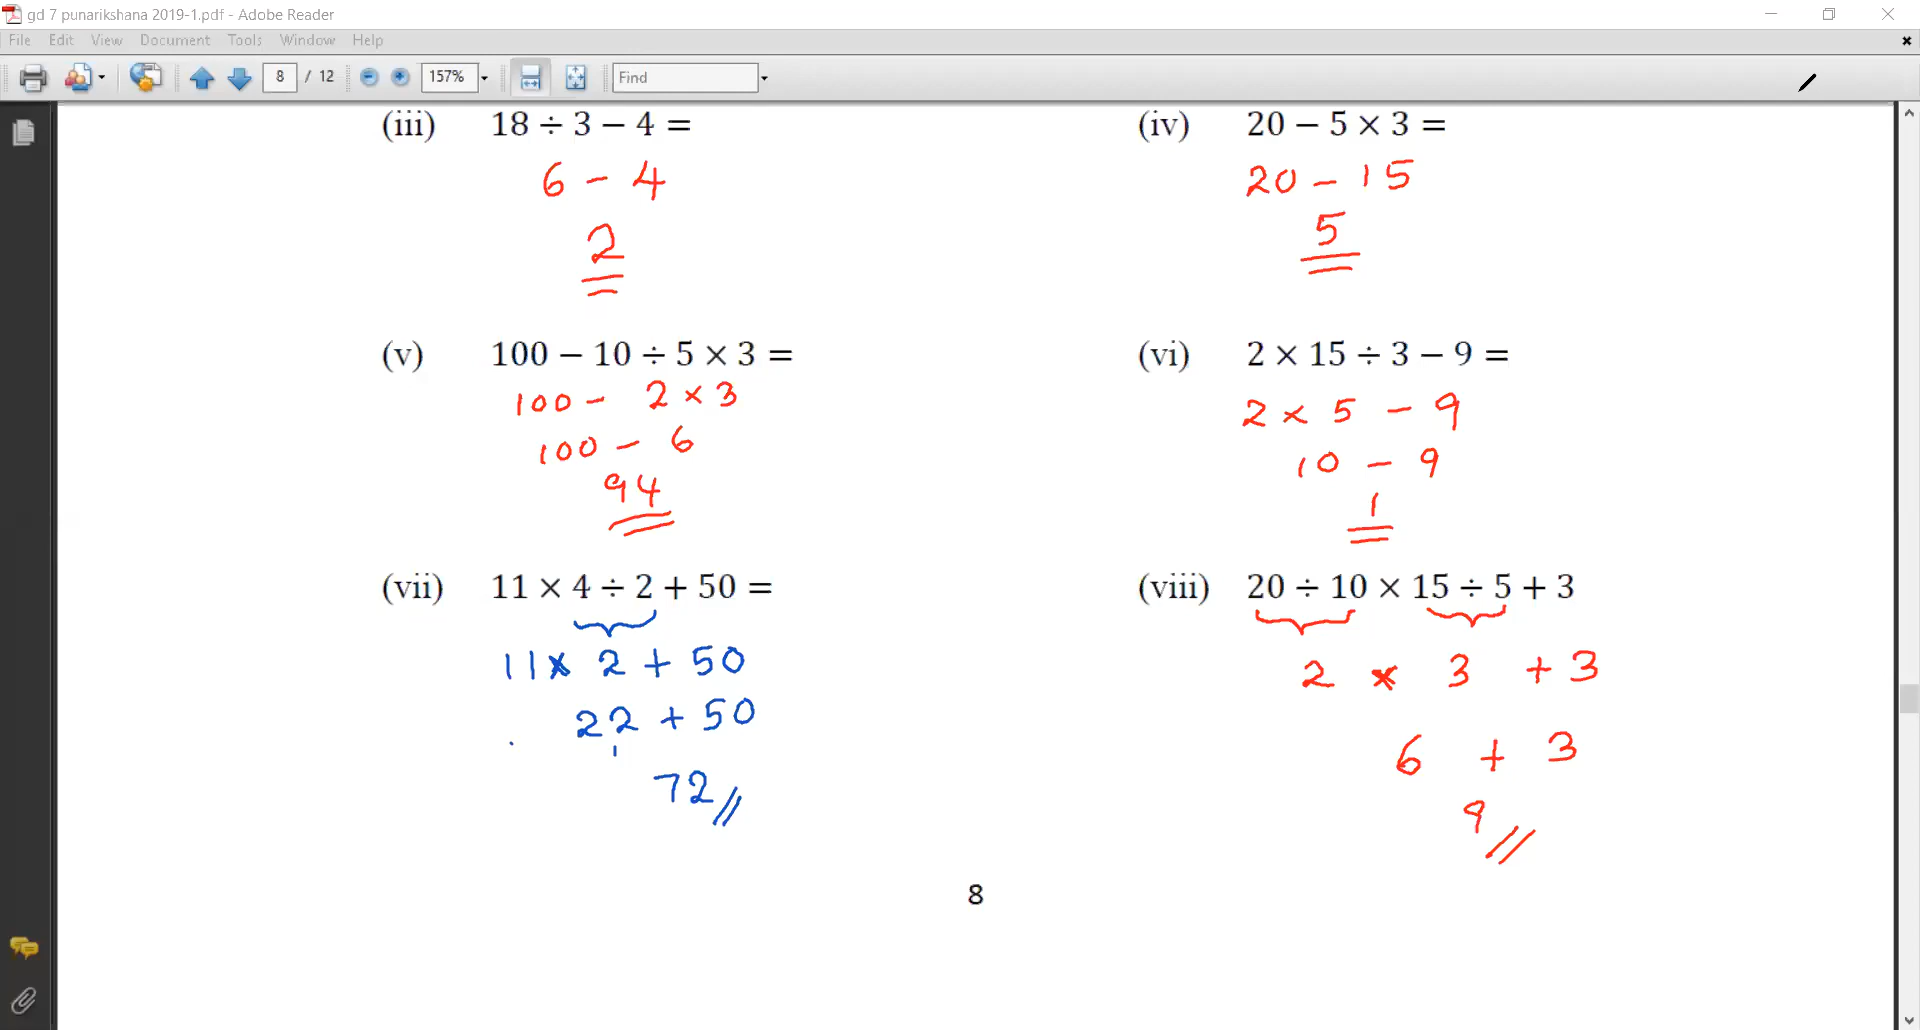 gd 7 punarikshana 2019-1.pdf - Adobe Reader
File Edit View Document Tools Window Help
8 / 12 157% Find
(iii) 18 ÷ 3 − 4 =
6 − 4
2
(iv) 20 − 5 × 3 =
20 − 15
5
(v) 100 − 10 ÷ 5 × 3 =
100 − 2 × 3
100 − 6
94
(vi) 2 × 15 ÷ 3 − 9 =
2 × 5 − 9
10 − 9
1
(vii) 11 × 4 ÷ 2 + 50 =
11 × 2 + 50
22 + 50
72 //
(viii) 20 ÷ 10 × 15 ÷ 5 + 3
2 × 3 + 3
6 + 3
9 //
8